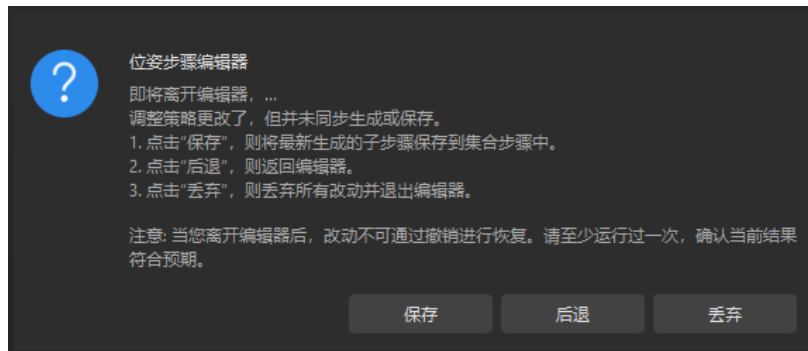 位姿步骤编辑器
即将离开编辑器，...
调整策略更改了，但并未同步生成或保存。
1. 点击“保存”，则将最新生成的子步骤保存到集合步骤中。
2. 点击“后退”，则返回编辑器。
3. 点击“丢弃”，则丢弃所有改动并退出编辑器。
注意: 当您离开编辑器后，改动不可通过撤销进行恢复。请至少运行过一次，确认当前结果
符合预期。
保存 后退 丢弃